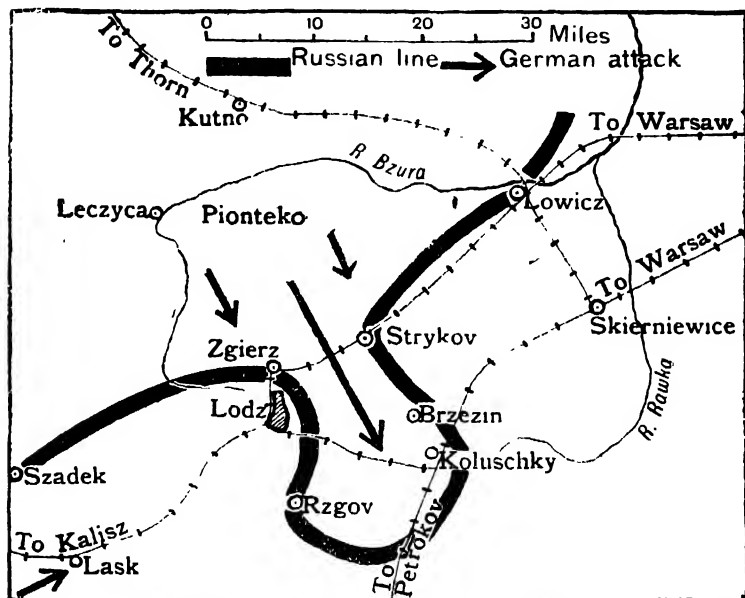 0 10 20 30 Miles
Russian line German attack
To Thorn
Kutno
To Warsaw
R. Bzura
Leczyca
Pionteko
Lowicz
To Warsaw
Skierniewice
Strykov
Zgierz
Lodz
Brzezin
R. Rawka
Koluschky
Szadek
Rzgov
To Kalisz
To Petrokov
Lask